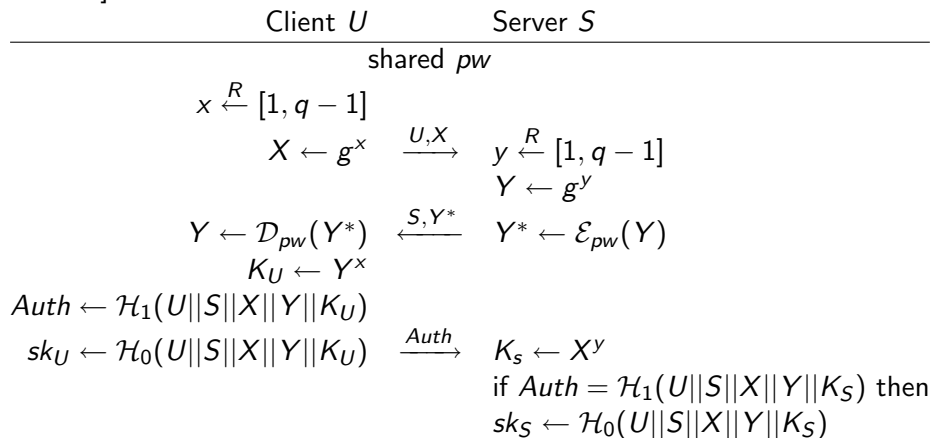 ]
Client U Server S
shared pw
x ←R [1, q − 1]
X ← g^x U,X → y ←R [1, q − 1]
Y ← g^y
Y ← 𝒟_pw(Y*) S,Y* ← Y* ← ℰ_pw(Y)
K_U ← Y^x
Auth ← ℋ_1(U||S||X||Y||K_U)
sk_U ← ℋ_0(U||S||X||Y||K_U) Auth → K_s ← X^y
if Auth = ℋ_1(U||S||X||Y||K_S) then
sk_S ← ℋ_0(U||S||X||Y||K_S)